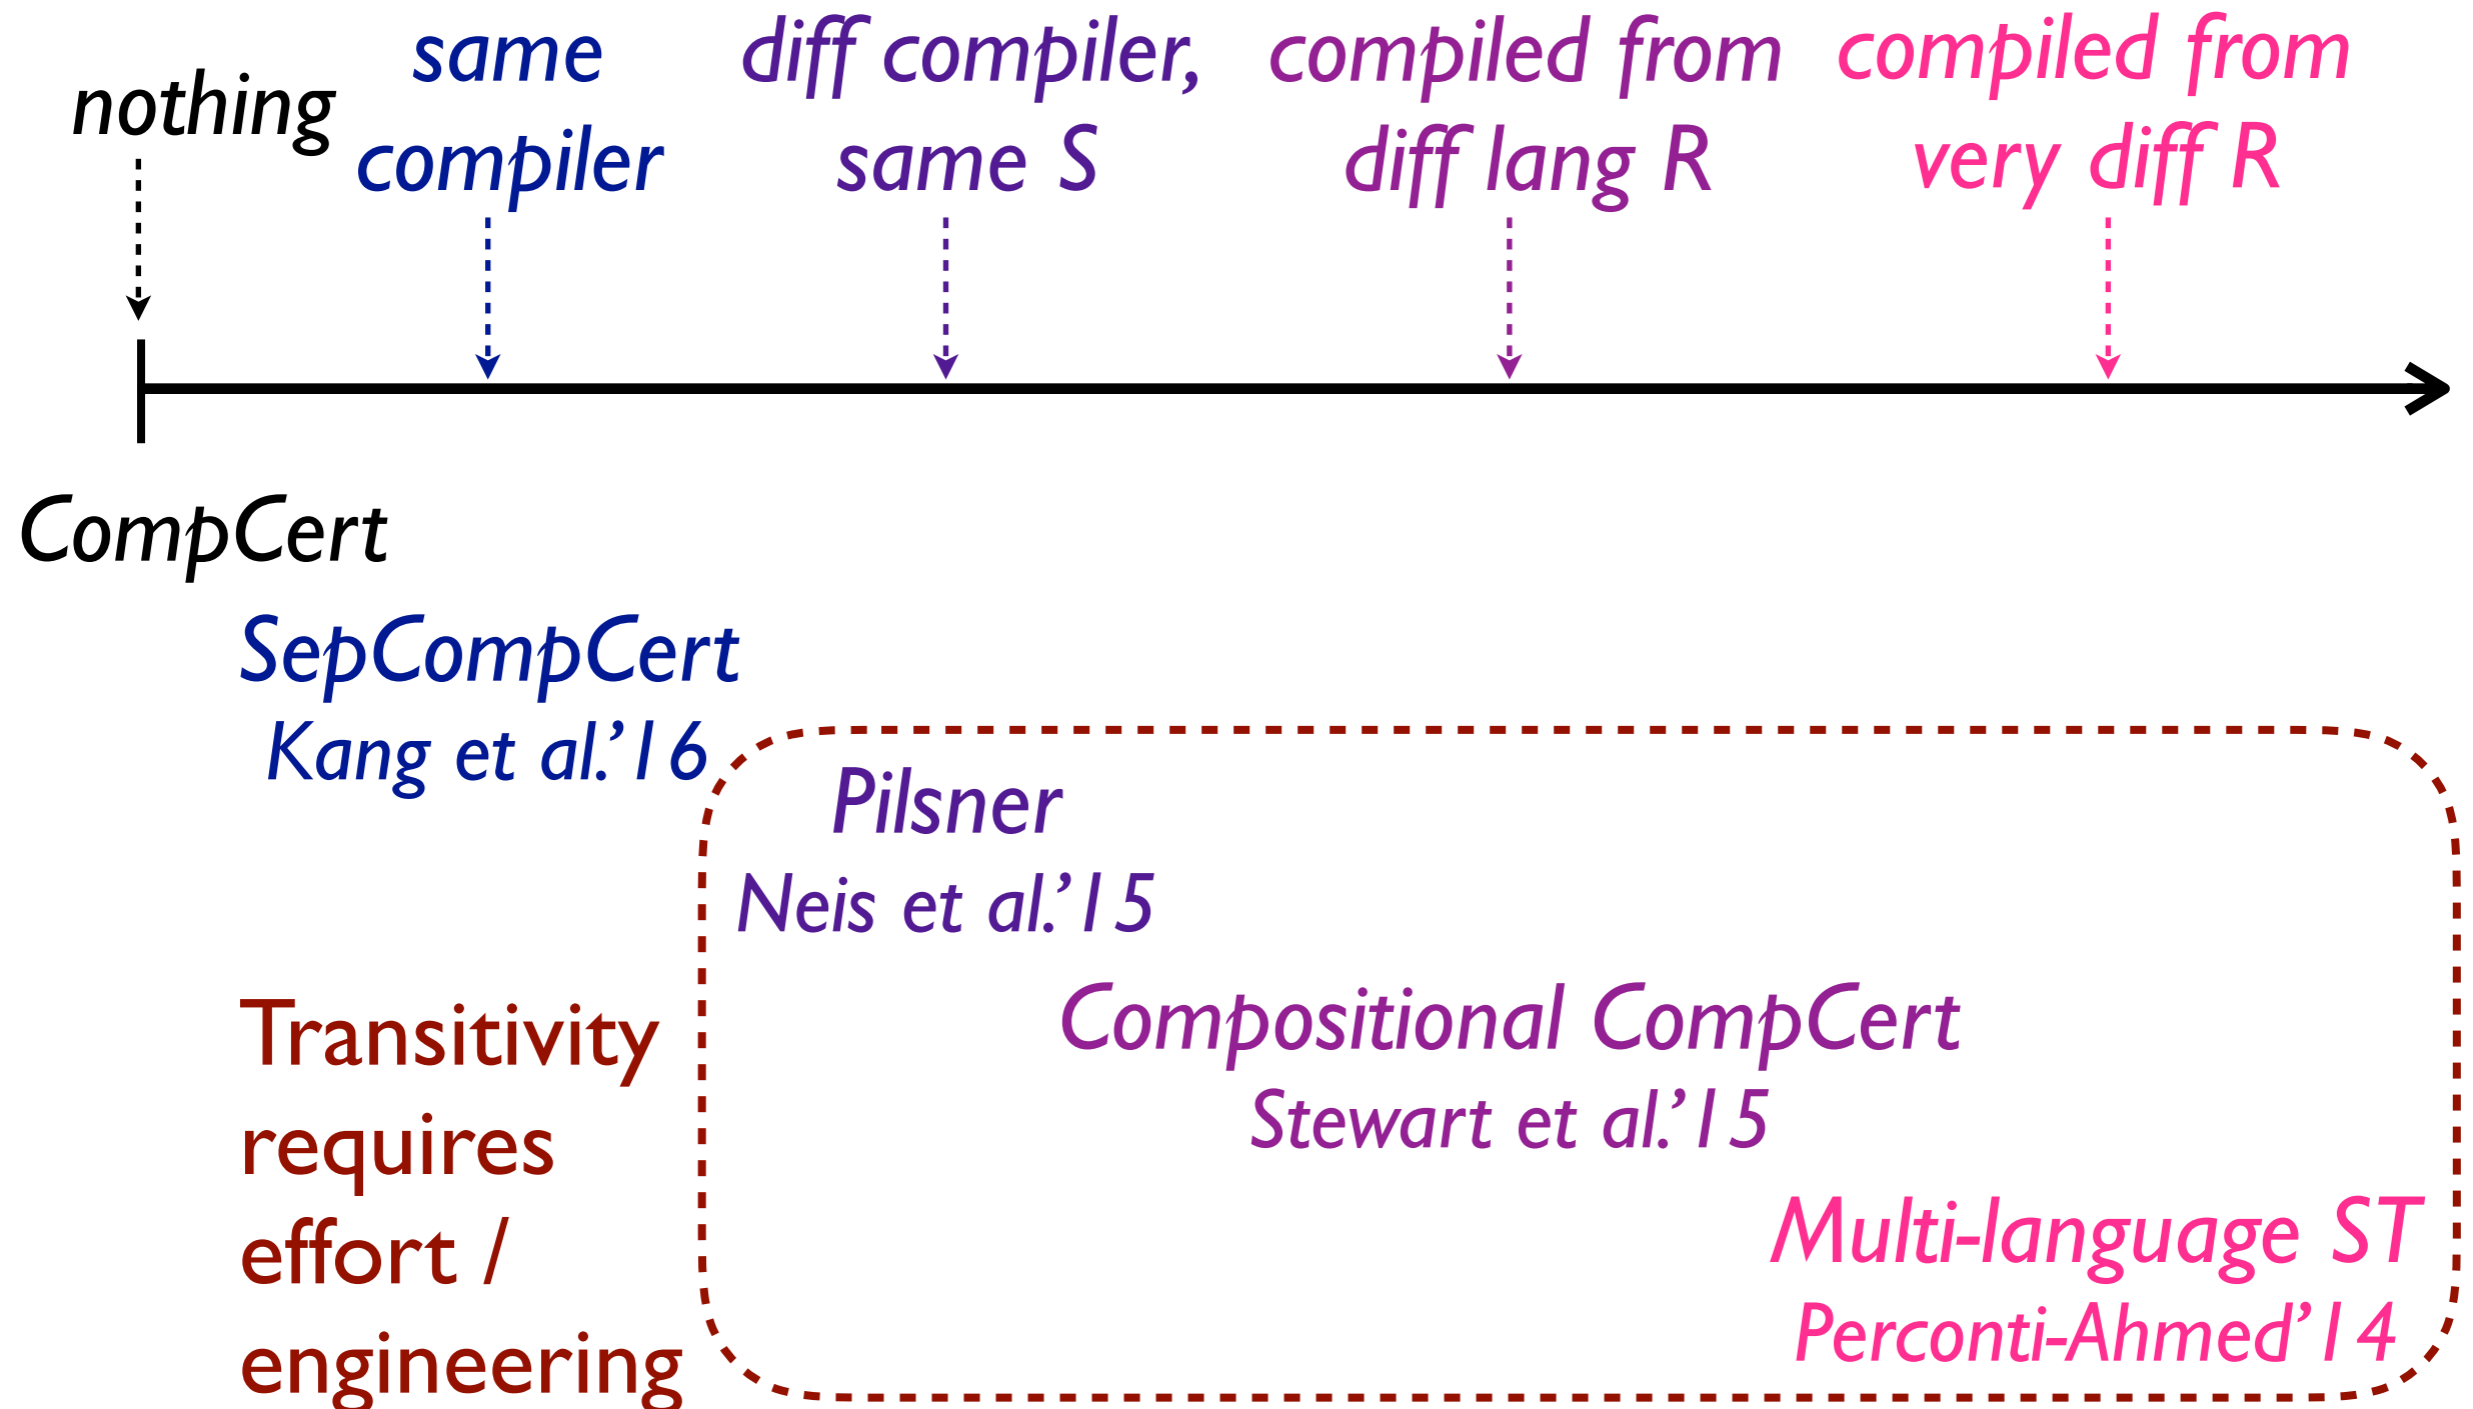 nothing
same
compiler
diff compiler,
same S
compiled from
diff lang R
compiled from
very diff R
CompCert
SepCompCert
Kang et al.’16
Pilsner
Neis et al.’15
Compositional CompCert
Stewart et al.’15
Multi-language ST
Perconti-Ahmed’14
Transitivity
requires
effort /
engineering